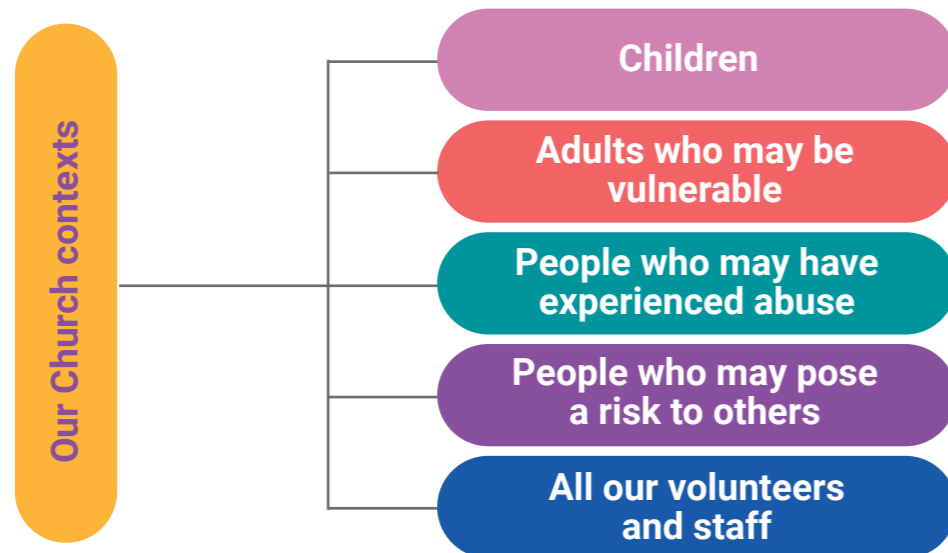 Our Church contexts
Children
Adults who may be
vulnerable
People who may have
experienced abuse
People who may pose
a risk to others
All our volunteers
and staff